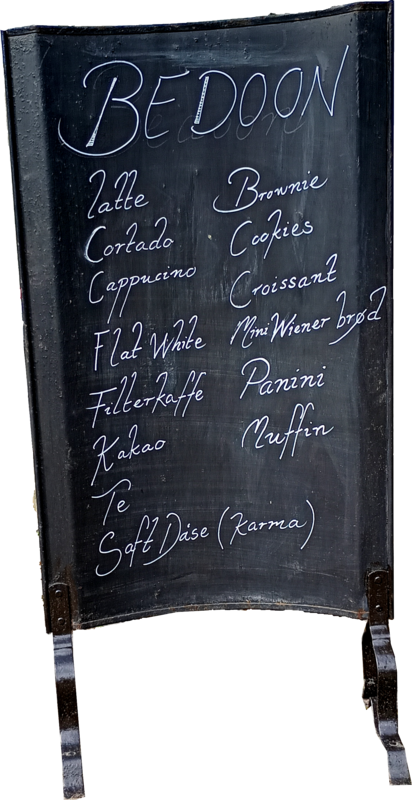 BEDOON
Latte
Cortado
Cappucino
Flat White
Filterkaffe
Kakao
Te
Saft Dåse (Karma)
Brownie
Cookies
Croissant
Mini Wiener brød
Panini
Muffin